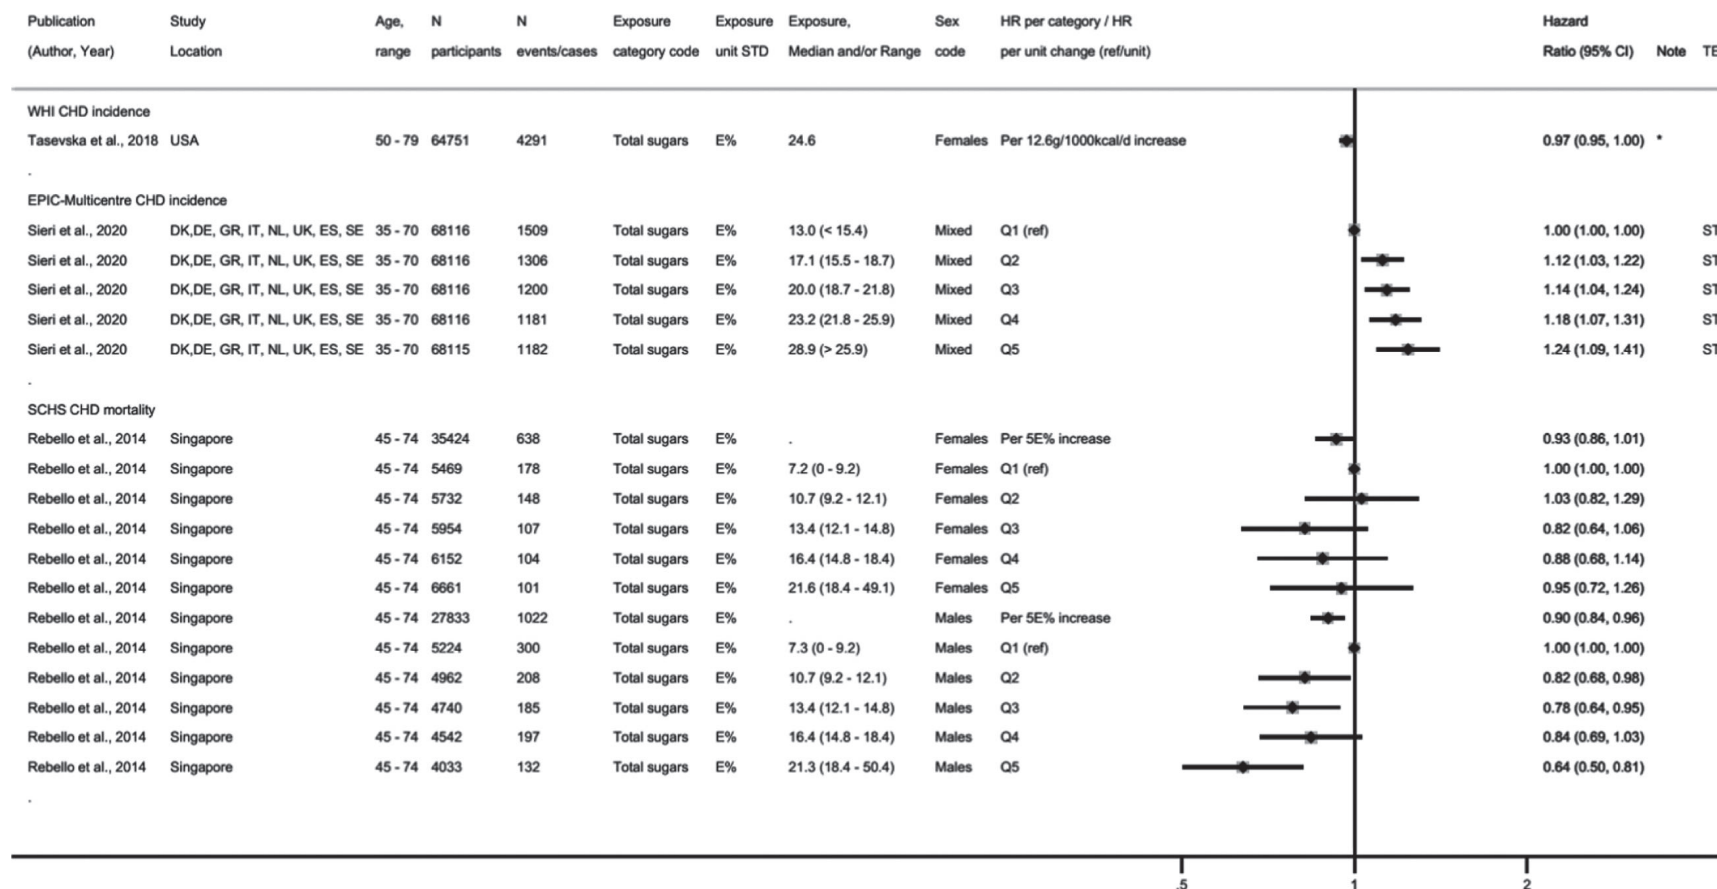 Publication Study Age, N N Exposure Exposure Exposure, Sex HR per category / HR Hazard
(Author, Year) Location range participants events/cases category code unit STD Median and/or Range code per unit change (ref/unit) Ratio (95% CI) Note TE
WHI CHD incidence
Tasevska et al., 2018 USA 50 - 79 64751 4291 Total sugars E% 24.6 Females Per 12.6g/1000kcal/d increase 0.97 (0.95, 1.00) *
.
EPIC-Multicentre CHD incidence
Sieri et al., 2020 DK,DE, GR, IT, NL, UK, ES, SE 35 - 70 68116 1509 Total sugars E% 13.0 (< 15.4) Mixed Q1 (ref) 1.00 (1.00, 1.00) ST
Sieri et al., 2020 DK,DE, GR, IT, NL, UK, ES, SE 35 - 70 68116 1306 Total sugars E% 17.1 (15.5 - 18.7) Mixed Q2 1.12 (1.03, 1.22) ST
Sieri et al., 2020 DK,DE, GR, IT, NL, UK, ES, SE 35 - 70 68116 1200 Total sugars E% 20.0 (18.7 - 21.8) Mixed Q3 1.14 (1.04, 1.24) ST
Sieri et al., 2020 DK,DE, GR, IT, NL, UK, ES, SE 35 - 70 68116 1181 Total sugars E% 23.2 (21.8 - 25.9) Mixed Q4 1.18 (1.07, 1.31) ST
Sieri et al., 2020 DK,DE, GR, IT, NL, UK, ES, SE 35 - 70 68115 1182 Total sugars E% 28.9 (> 25.9) Mixed Q5 1.24 (1.09, 1.41) ST
.
SCHS CHD mortality
Rebello et al., 2014 Singapore 45 - 74 35424 638 Total sugars E% . Females Per 5E% increase 0.93 (0.86, 1.01)
Rebello et al., 2014 Singapore 45 - 74 5469 178 Total sugars E% 7.2 (0 - 9.2) Females Q1 (ref) 1.00 (1.00, 1.00)
Rebello et al., 2014 Singapore 45 - 74 5732 148 Total sugars E% 10.7 (9.2 - 12.1) Females Q2 1.03 (0.82, 1.29)
Rebello et al., 2014 Singapore 45 - 74 5954 107 Total sugars E% 13.4 (12.1 - 14.8) Females Q3 0.82 (0.64, 1.06)
Rebello et al., 2014 Singapore 45 - 74 6152 104 Total sugars E% 16.4 (14.8 - 18.4) Females Q4 0.88 (0.68, 1.14)
Rebello et al., 2014 Singapore 45 - 74 6661 101 Total sugars E% 21.6 (18.4 - 49.1) Females Q5 0.95 (0.72, 1.26)
Rebello et al., 2014 Singapore 45 - 74 27833 1022 Total sugars E% . Males Per 5E% increase 0.90 (0.84, 0.96)
Rebello et al., 2014 Singapore 45 - 74 5224 300 Total sugars E% 7.3 (0 - 9.2) Males Q1 (ref) 1.00 (1.00, 1.00)
Rebello et al., 2014 Singapore 45 - 74 4962 208 Total sugars E% 10.7 (9.2 - 12.1) Males Q2 0.82 (0.68, 0.98)
Rebello et al., 2014 Singapore 45 - 74 4740 185 Total sugars E% 13.4 (12.1 - 14.8) Males Q3 0.78 (0.64, 0.95)
Rebello et al., 2014 Singapore 45 - 74 4542 197 Total sugars E% 16.4 (14.8 - 18.4) Males Q4 0.84 (0.69, 1.03)
Rebello et al., 2014 Singapore 45 - 74 4033 132 Total sugars E% 21.3 (18.4 - 50.4) Males Q5 0.64 (0.50, 0.81)
.
.5 1 2